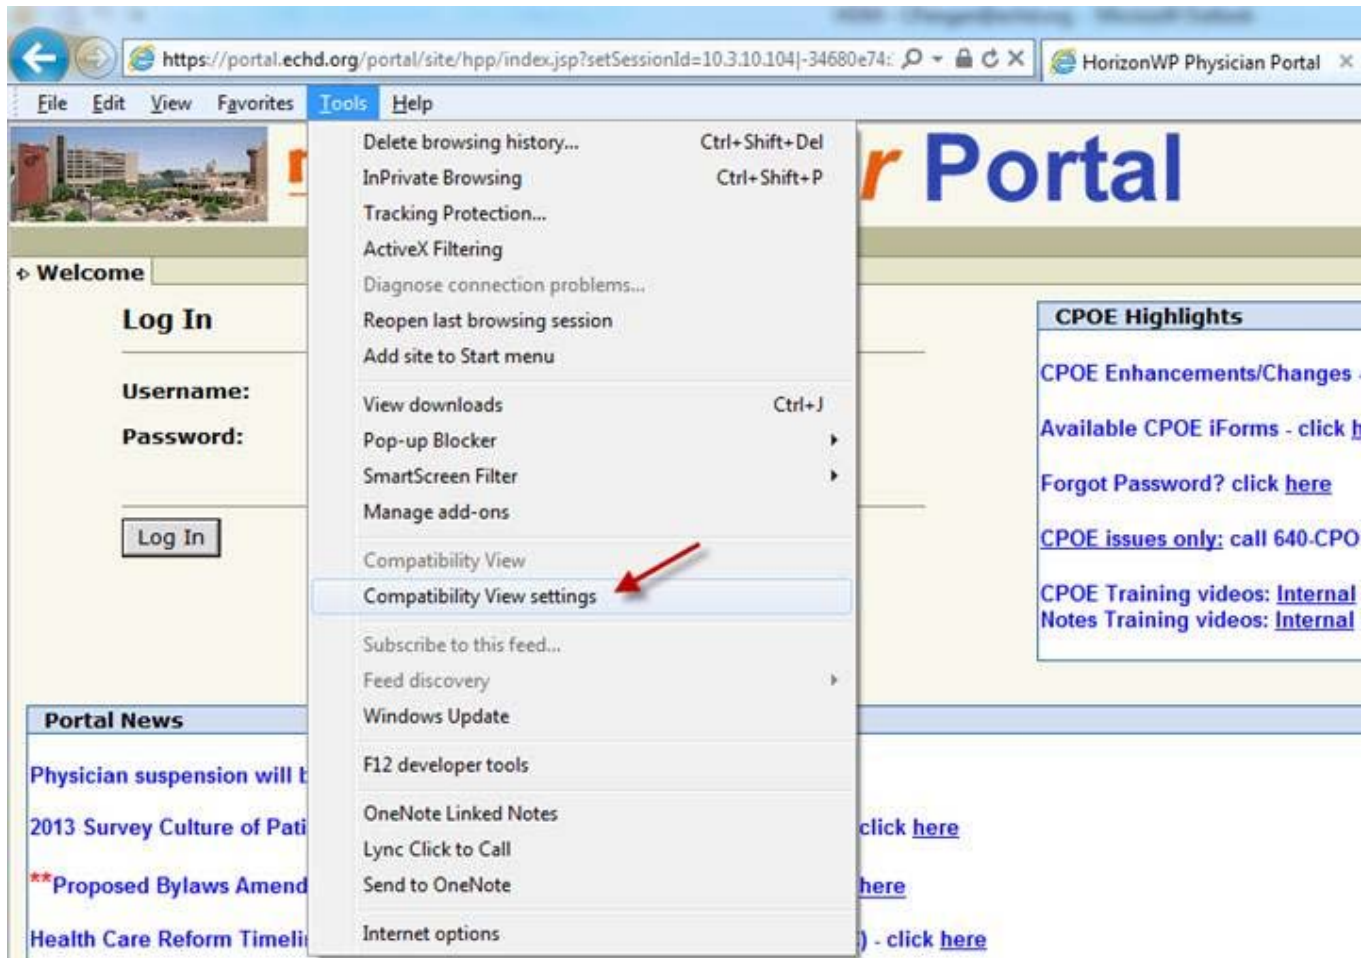 https://portal.echd.org/portal/site/hpp/index.jsp?setSessionId=10.3.10.104|-34680e74:
HorizonWP Physician Portal
File Edit View Favorites Tools Help
Portal
Welcome
Log In
Username:
Password:
Log In
Delete browsing history... Ctrl+Shift+Del
InPrivate Browsing Ctrl+Shift+P
Tracking Protection...
ActiveX Filtering
Diagnose connection problems...
Reopen last browsing session
Add site to Start menu
View downloads Ctrl+J
Pop-up Blocker
SmartScreen Filter
Manage add-ons
Compatibility View
Compatibility View settings
Subscribe to this feed...
Feed discovery
Windows Update
F12 developer tools
OneNote Linked Notes
Lync Click to Call
Send to OneNote
Internet options
CPOE Highlights
CPOE Enhancements/Changes
Available CPOE iForms - click
Forgot Password? click here
CPOE issues only: call 640-CPO
CPOE Training videos: Internal
Notes Training videos: Internal
Portal News
Physician suspension will
2013 Survey Culture of Pati click here
**Proposed Bylaws Amend here
Health Care Reform Timeli ) - click here